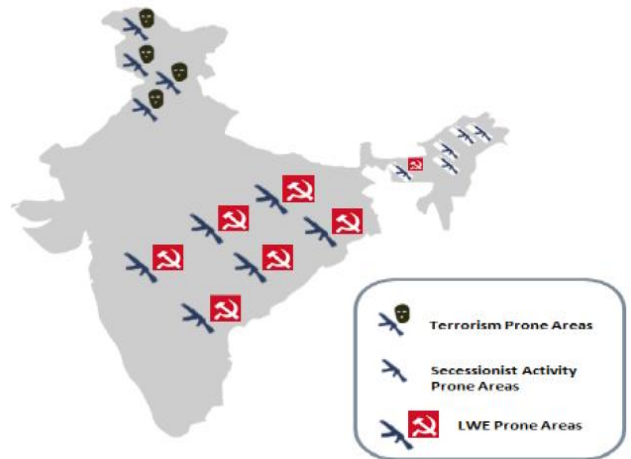 Terrorism Prone Areas
Secessionist Activity
Prone Areas
LWE Prone Areas